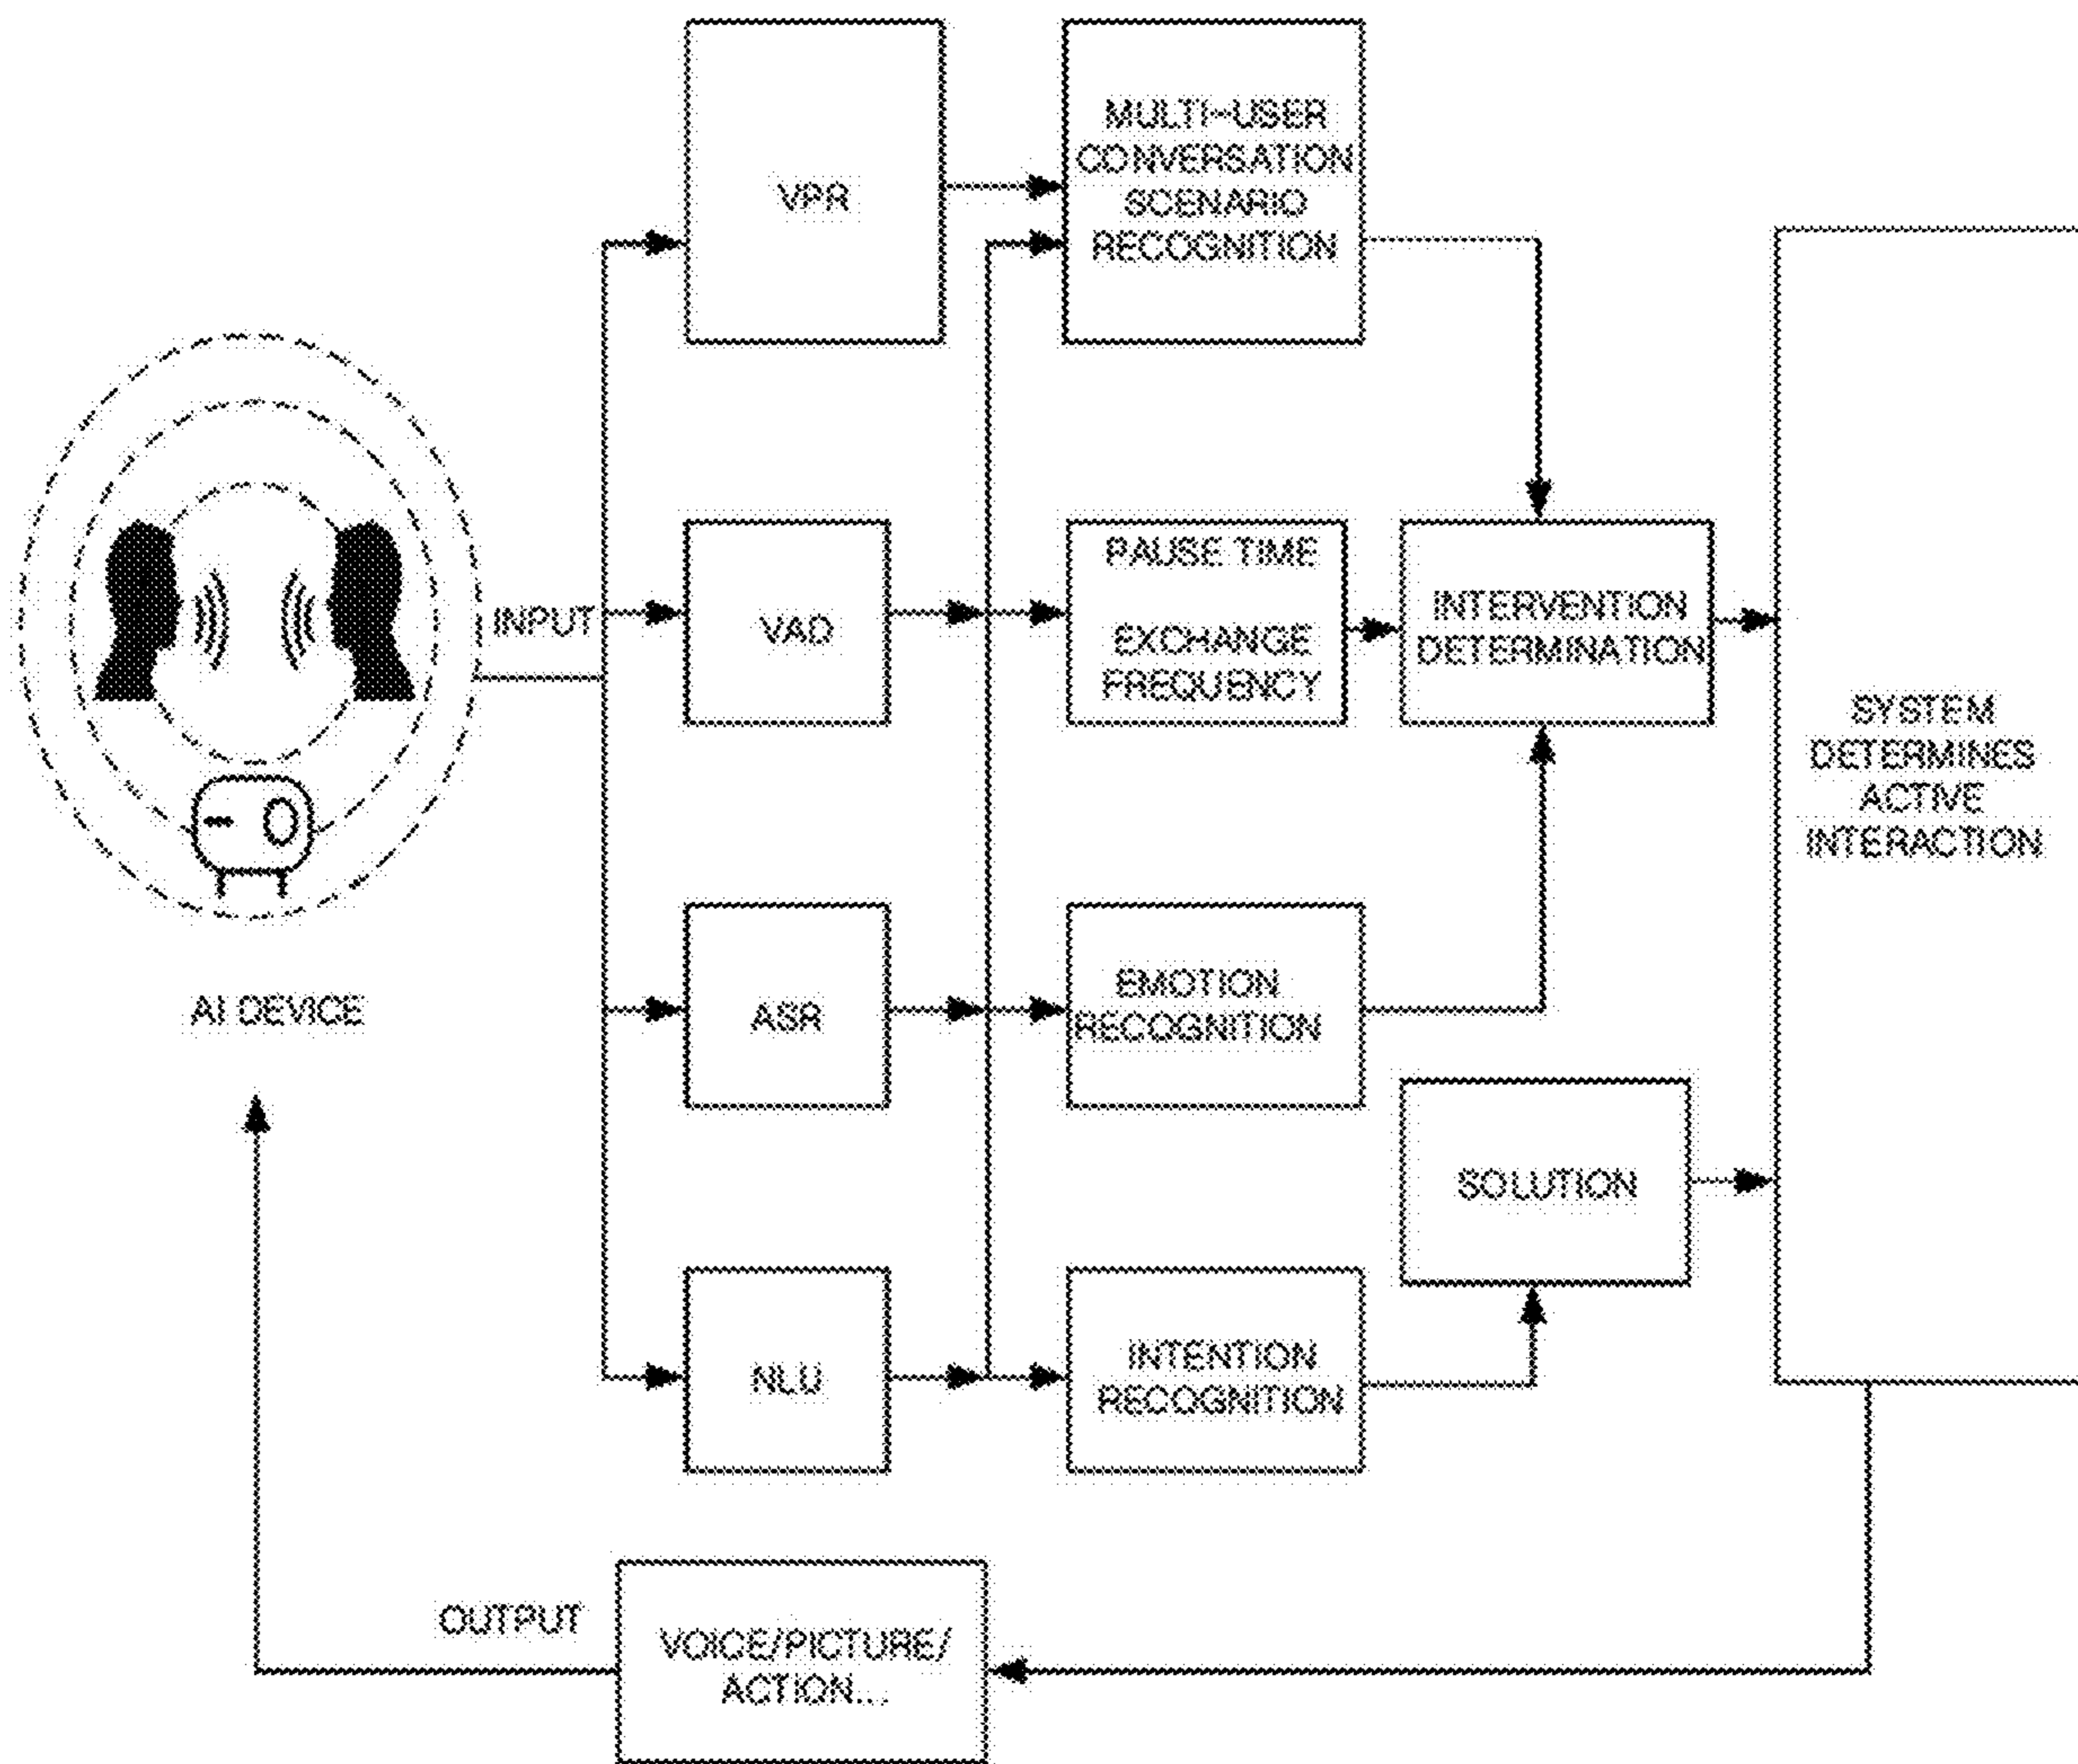 VPR
MULTI-USER
CONVERSATION
SCENARIO
RECOGNITION
INPUT
VAD
PAUSE TIME
EXCHANGE
FREQUENCY
INTERVENTION
DETERMINATION
SYSTEM
DETERMINES
ACTIVE
INTERACTION
AI DEVICE
ASR
EMOTION
RECOGNITION
SOLUTION
NLU
INTENTION
RECOGNITION
OUTPUT
VOICE/PICTURE/
ACTION...